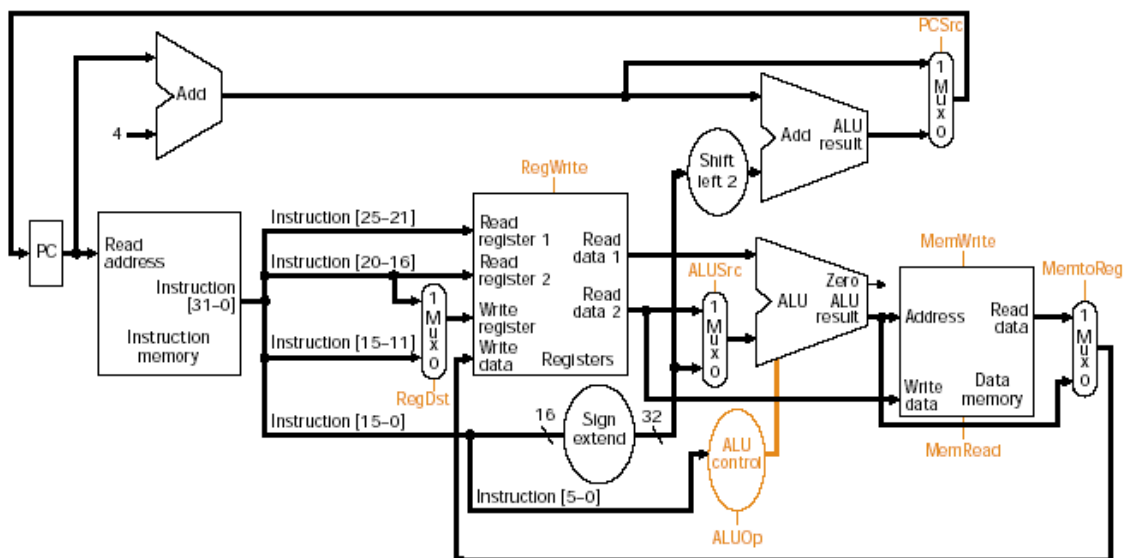 PCSrc
Add
4
1
M
u
x
0
Add
ALU
result
Shift
left 2
RegWrite
PC
Read
address
Instruction
[31–0]
Instruction
memory
Instruction [25–21]
Instruction [20–16]
Instruction [15–11]
Instruction [15–0]
1
M
u
x
0
RegDst
Read
register 1
Read
register 2
Write
register
Write
data
Read
data 1
Read
data 2
Registers
16
Sign
extend
32
Instruction [5–0]
ALUSrc
1
M
u
x
0
Zero
ALU
ALU
result
ALU
control
ALUOp
MemWrite
Address
Read
data
Write
data
Data
memory
MemRead
MemtoReg
1
M
u
x
0